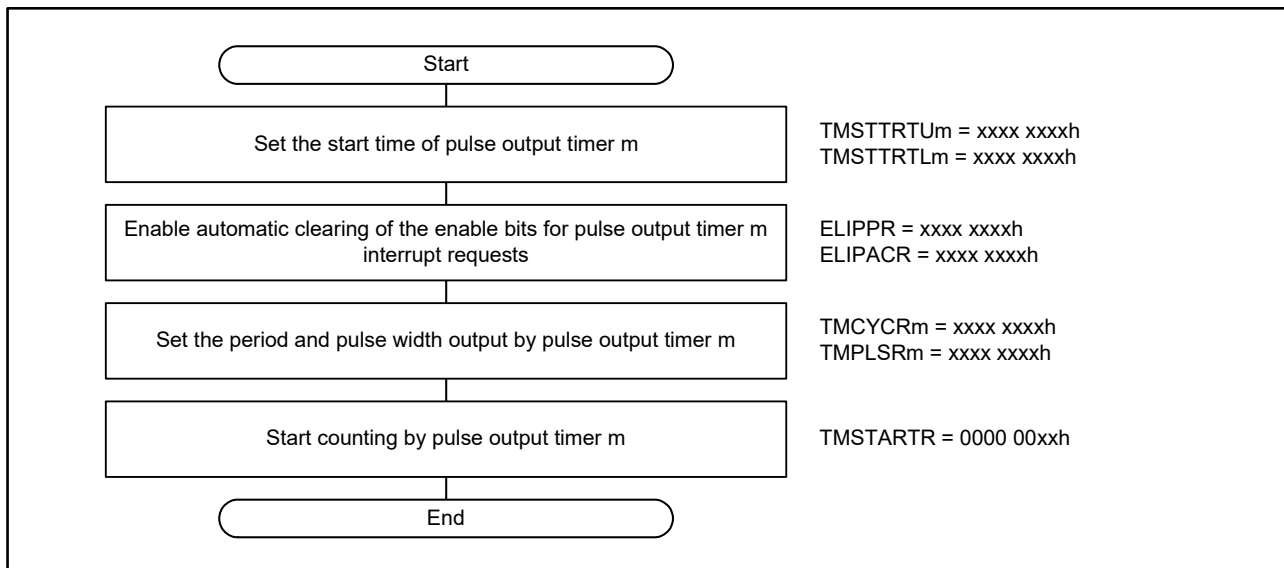 Start
Set the start time of pulse output timer m
TMSTTRTUm = xxxx xxxxh
TMSTTRTLm = xxxx xxxxh
Enable automatic clearing of the enable bits for pulse output timer m
interrupt requests
ELIPPR = xxxx xxxxh
ELIPACR = xxxx xxxxh
Set the period and pulse width output by pulse output timer m
TMCYCRm = xxxx xxxxh
TMPLSRm = xxxx xxxxh
Start counting by pulse output timer m
TMSTARTR = 0000 00xxh
End